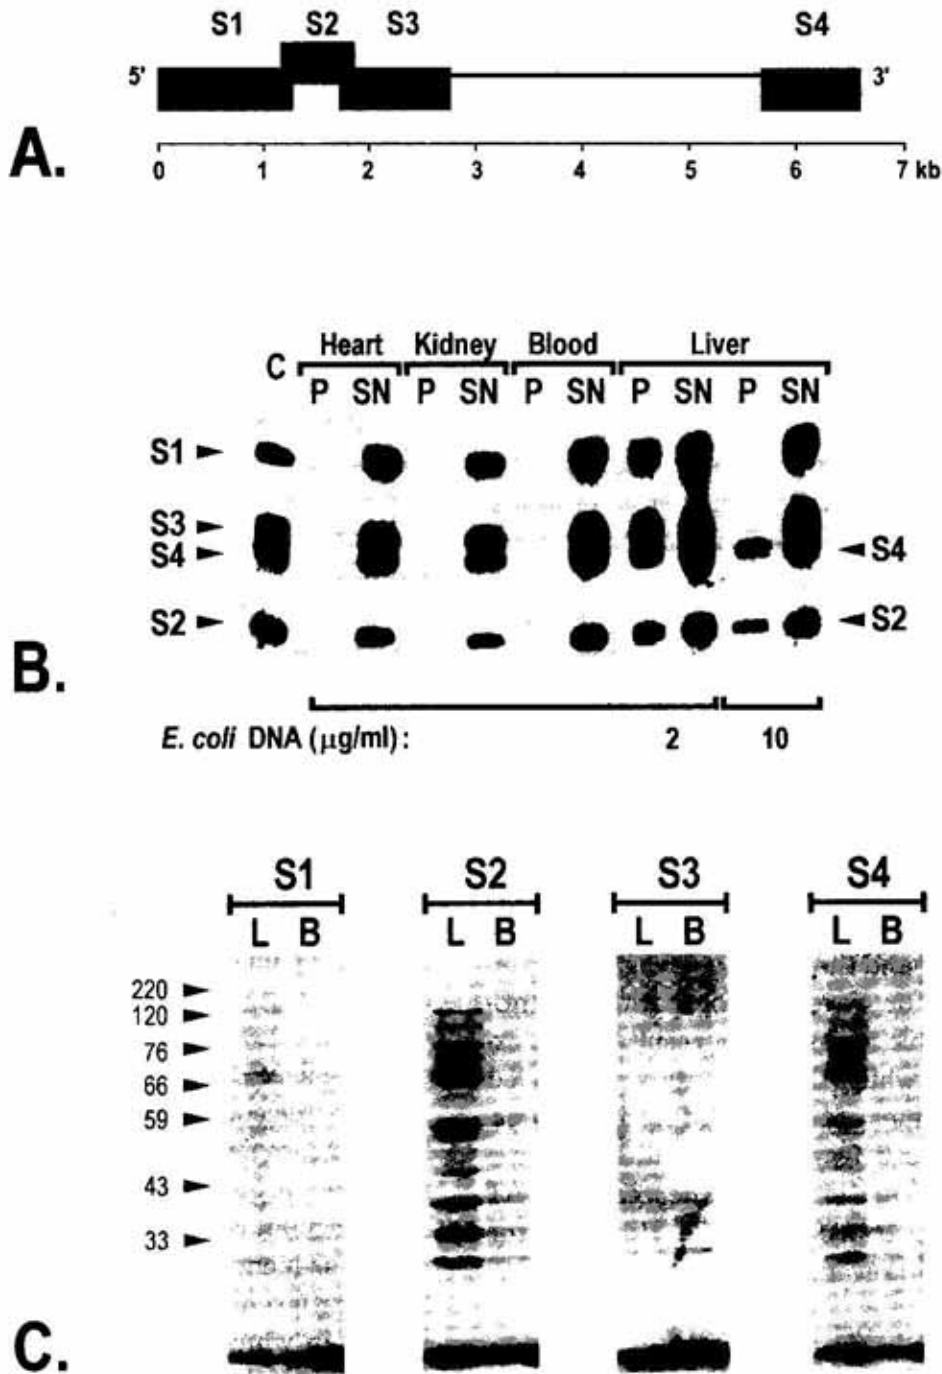 S1 S2 S3 S4
5' 3'
A.
0 1 2 3 4 5 6 7 kb
Heart Kidney Blood Liver
C P SN P SN P SN P SN P SN
S1
S3
S4 S4
S2 S2
B.
E. coli DNA (μg/ml): 2 10
S1 S2 S3 S4
L B L B L B L B
220
120
76
66
59
43
33
C.